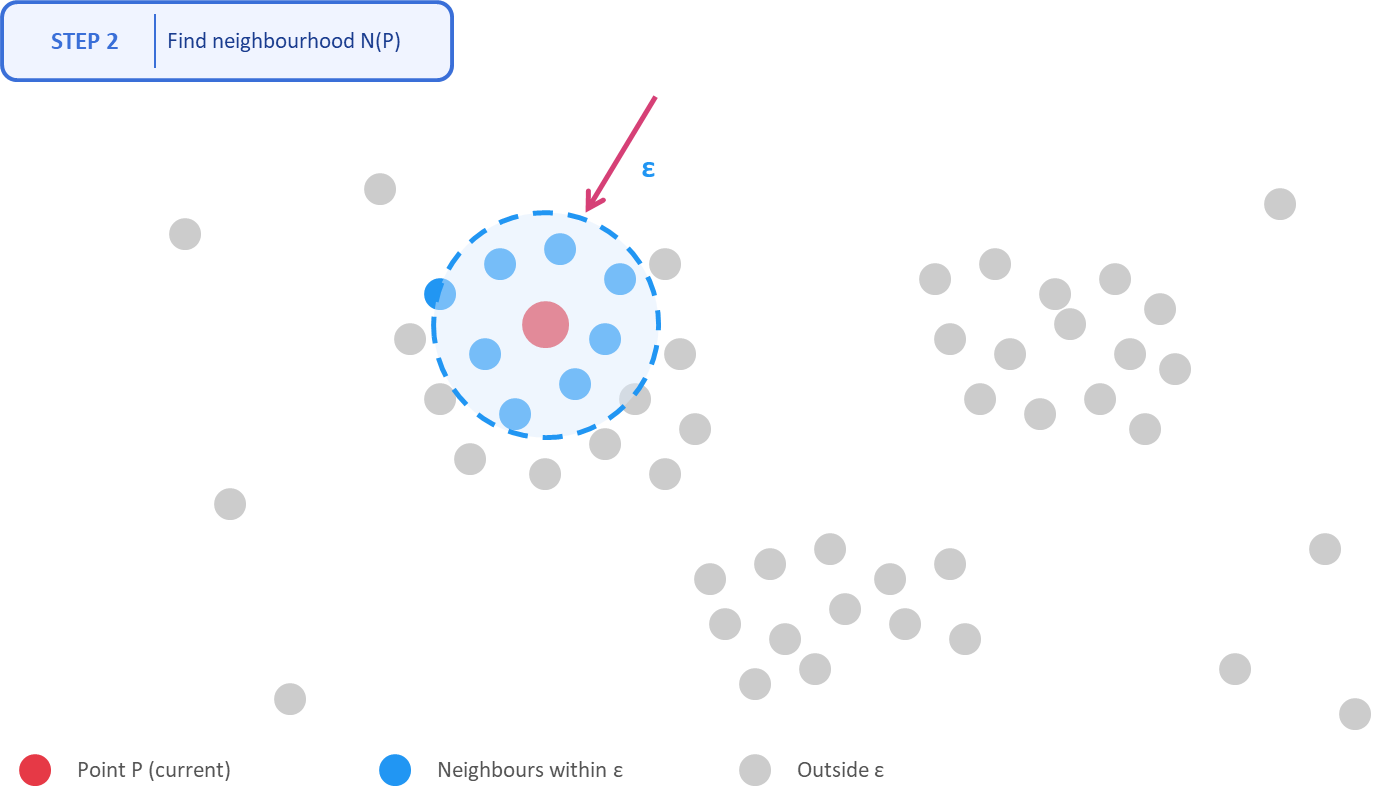 STEP 2
Find neighbourhood N(P)
ε
Point P (current)
Neighbours within ε
Outside ε